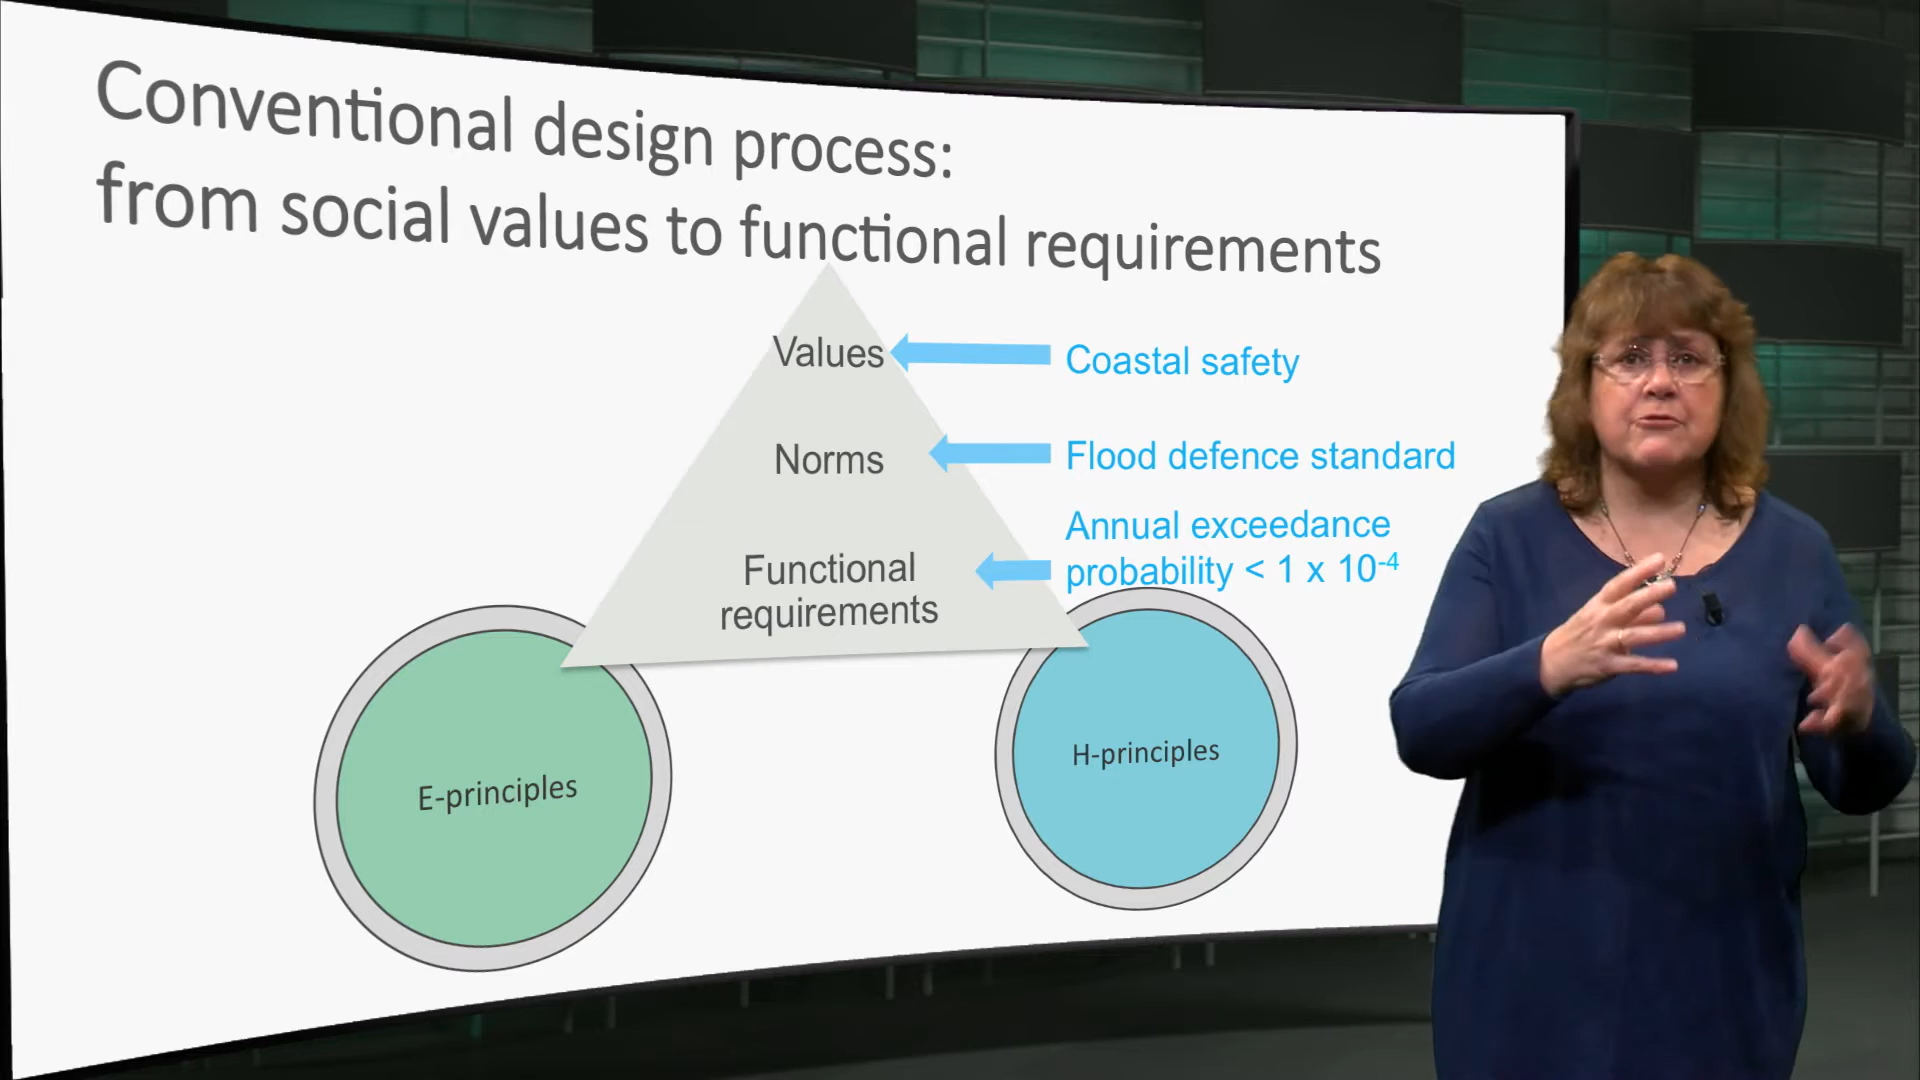 Conventional design process:
from social values to functional requirements
Values
Coastal safety
Norms
Flood defence standard
Functional
requirements
Annual exceedance
probability < 1 x 10⁻⁴
E-principles
H-principles